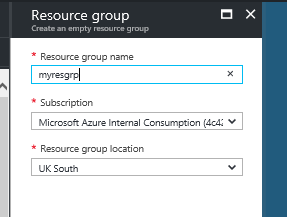 Resource group
Create an empty resource group
* Resource group name
myresgrp
* Subscription
Microsoft Azure Internal Consumption (4c42
* Resource group location
UK South